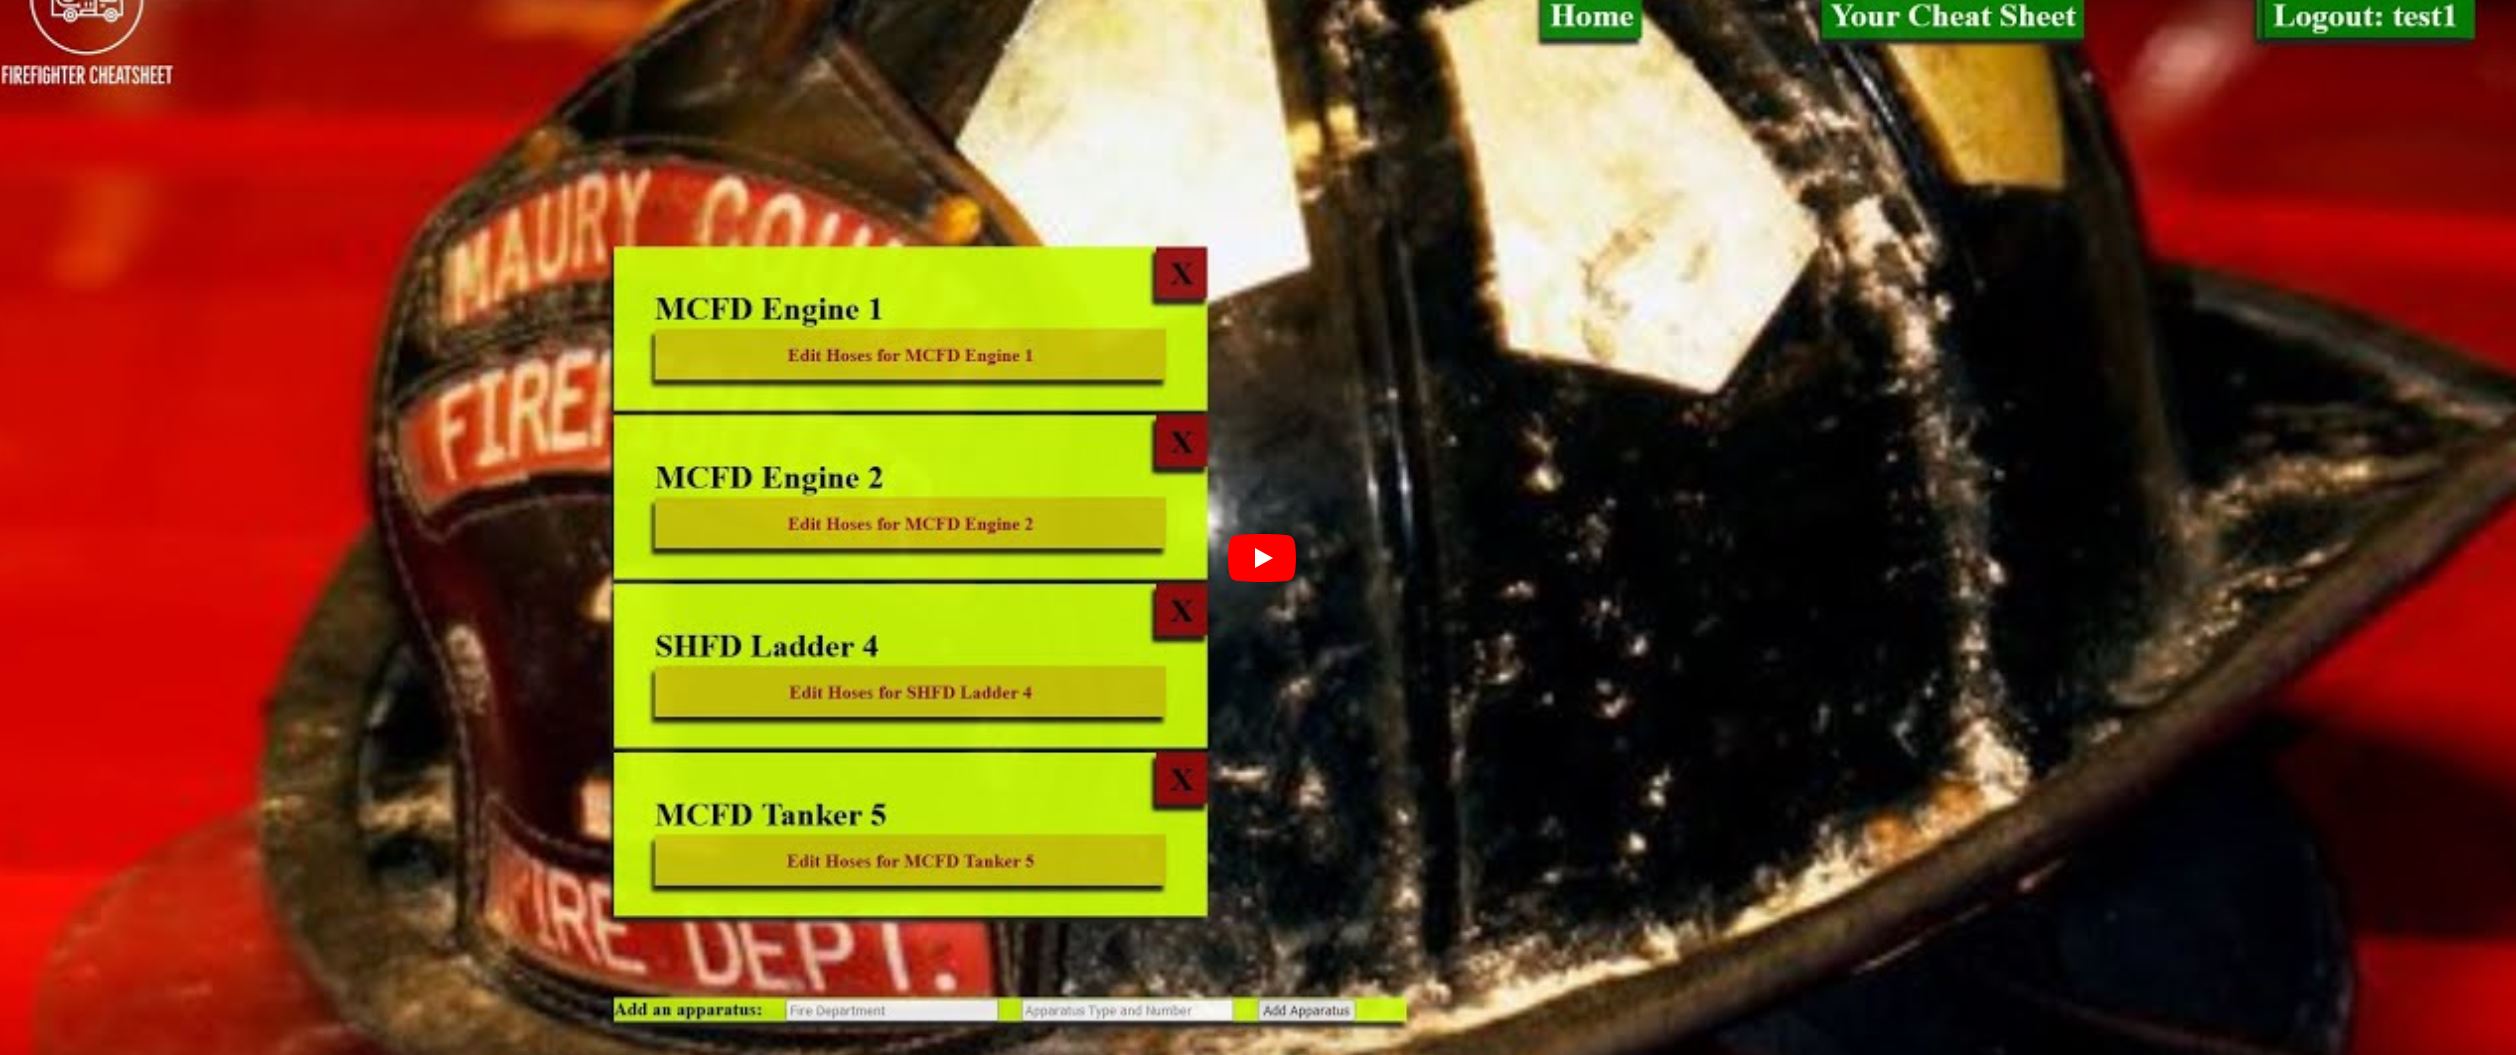 Home
Your Cheat Sheet
Logout: test1
FIREFIGHTER CHEATSHEET
MAURY
X
MCFD Engine 1
Edit Hoses for MCFD Engine 1
X
MCFD Engine 2
Edit Hoses for MCFD Engine 2
X
SHFD Ladder 4
Edit Hoses for SHFD Ladder 4
X
MCFD Tanker 5
Edit Hoses for MCFD Tanker 5
FIRE DEPT.
Add an apparatus:
Fire Department
Apparatus Type and Number
Add Apparatus